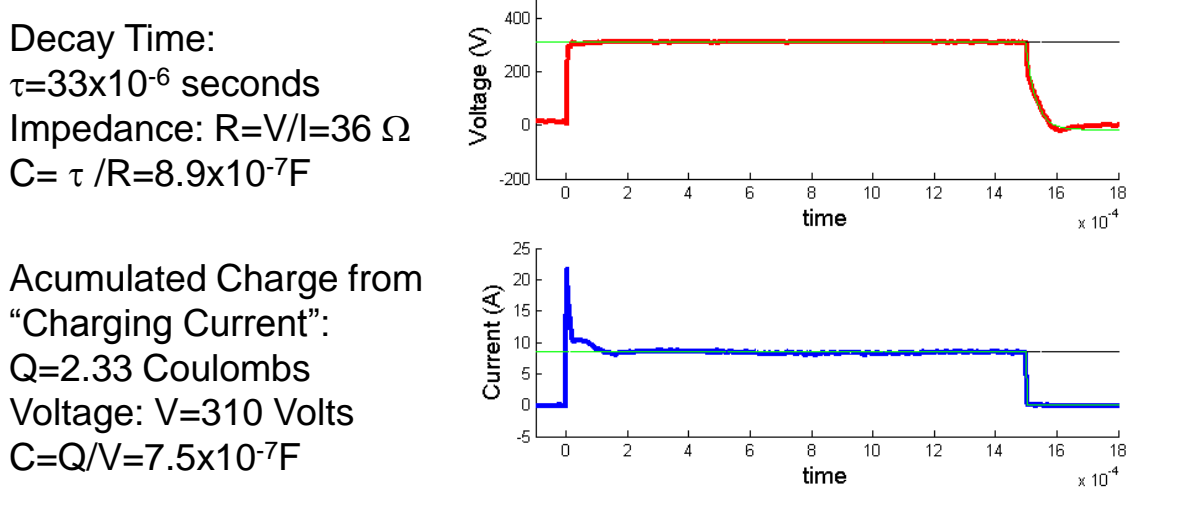 Decay Time:
τ=33x10⁻⁶ seconds
Impedance: R=V/I=36 Ω
C= τ /R=8.9x10⁻⁷F
Acumulated Charge from
“Charging Current”:
Q=2.33 Coulombs
Voltage: V=310 Volts
C=Q/V=7.5x10⁻⁷F
Voltage (V)
400
200
0
-200
0 2 4 6 8 10 12 14 16 18
time
x 10⁻⁴
Current (A)
25
20
15
10
5
0
-5
0 2 4 6 8 10 12 14 16 18
time
x 10⁻⁴